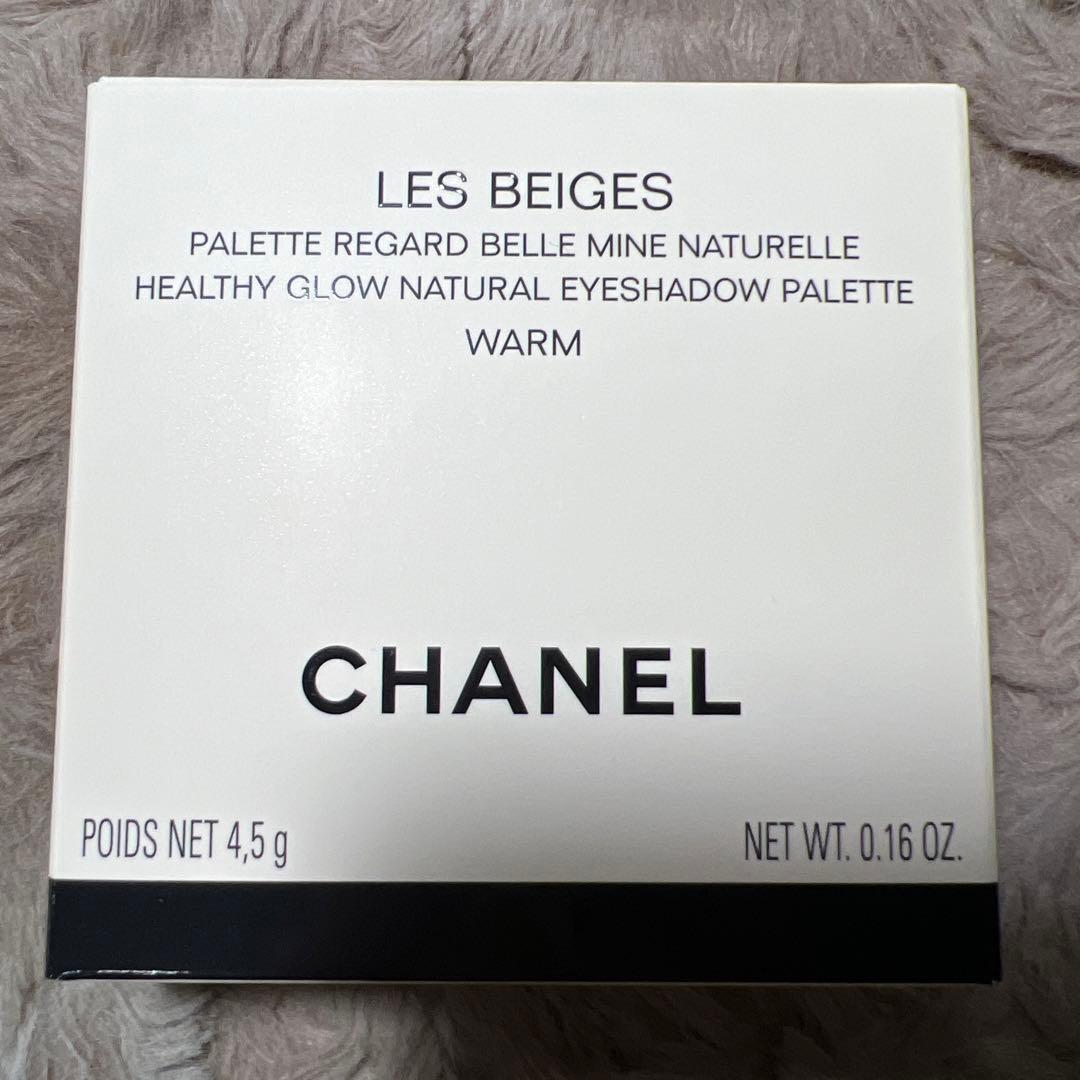 LES BEIGES
PALETTE REGARD BELLE MINE NATURELLE
HEALTHY GLOW NATURAL EYESHADOW PALETTE
WARM
CHANEL
POIDS NET 4,5 g
NET WT. 0.16 OZ.